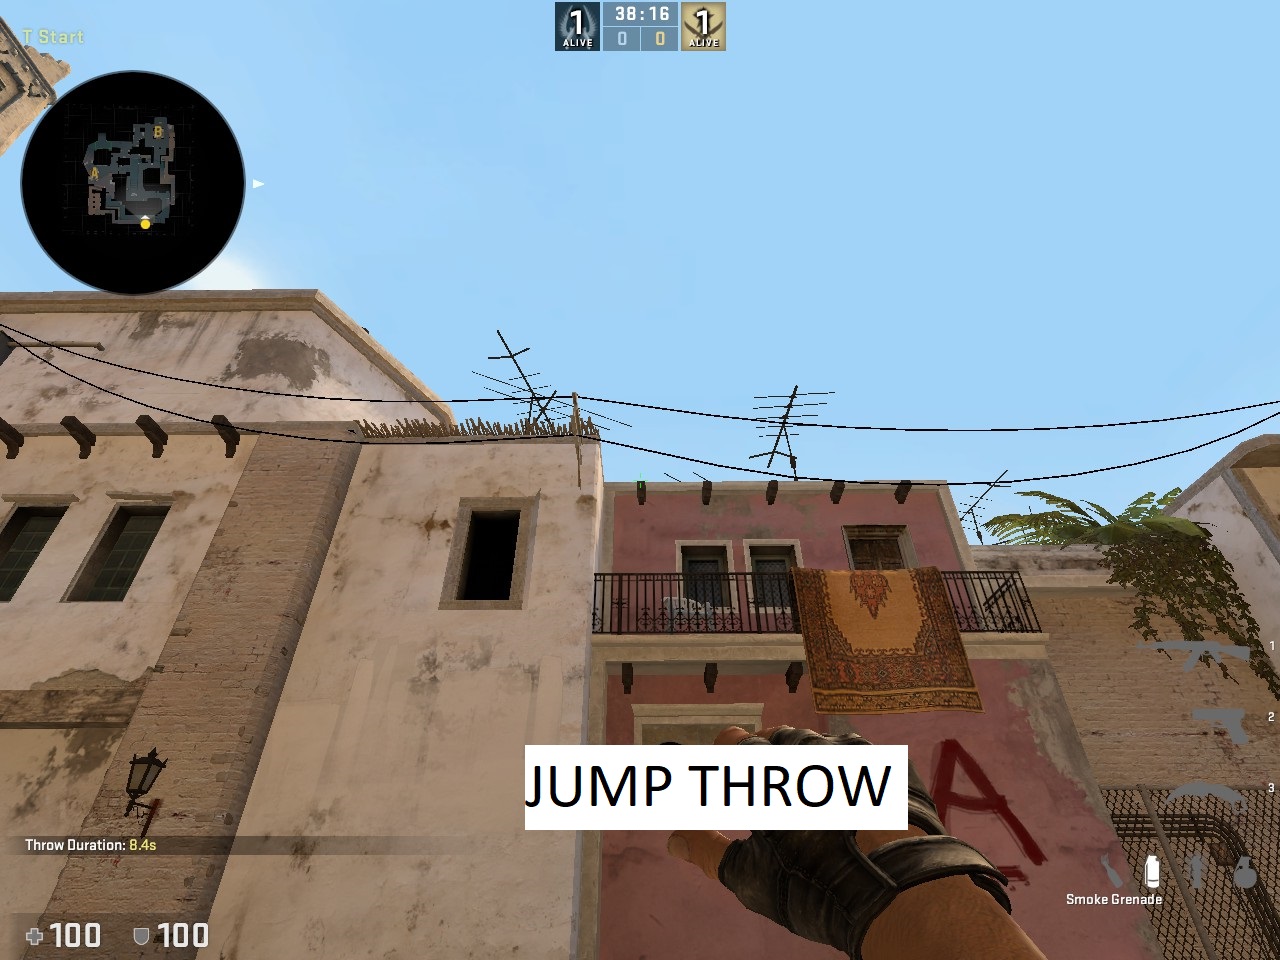 T Start
1
ALIVE
38:16
0 0
1
ALIVE
B
A
1
2
JUMP THROW
A
3
Throw Duration: 8.4s
Smoke Grenade
100 100